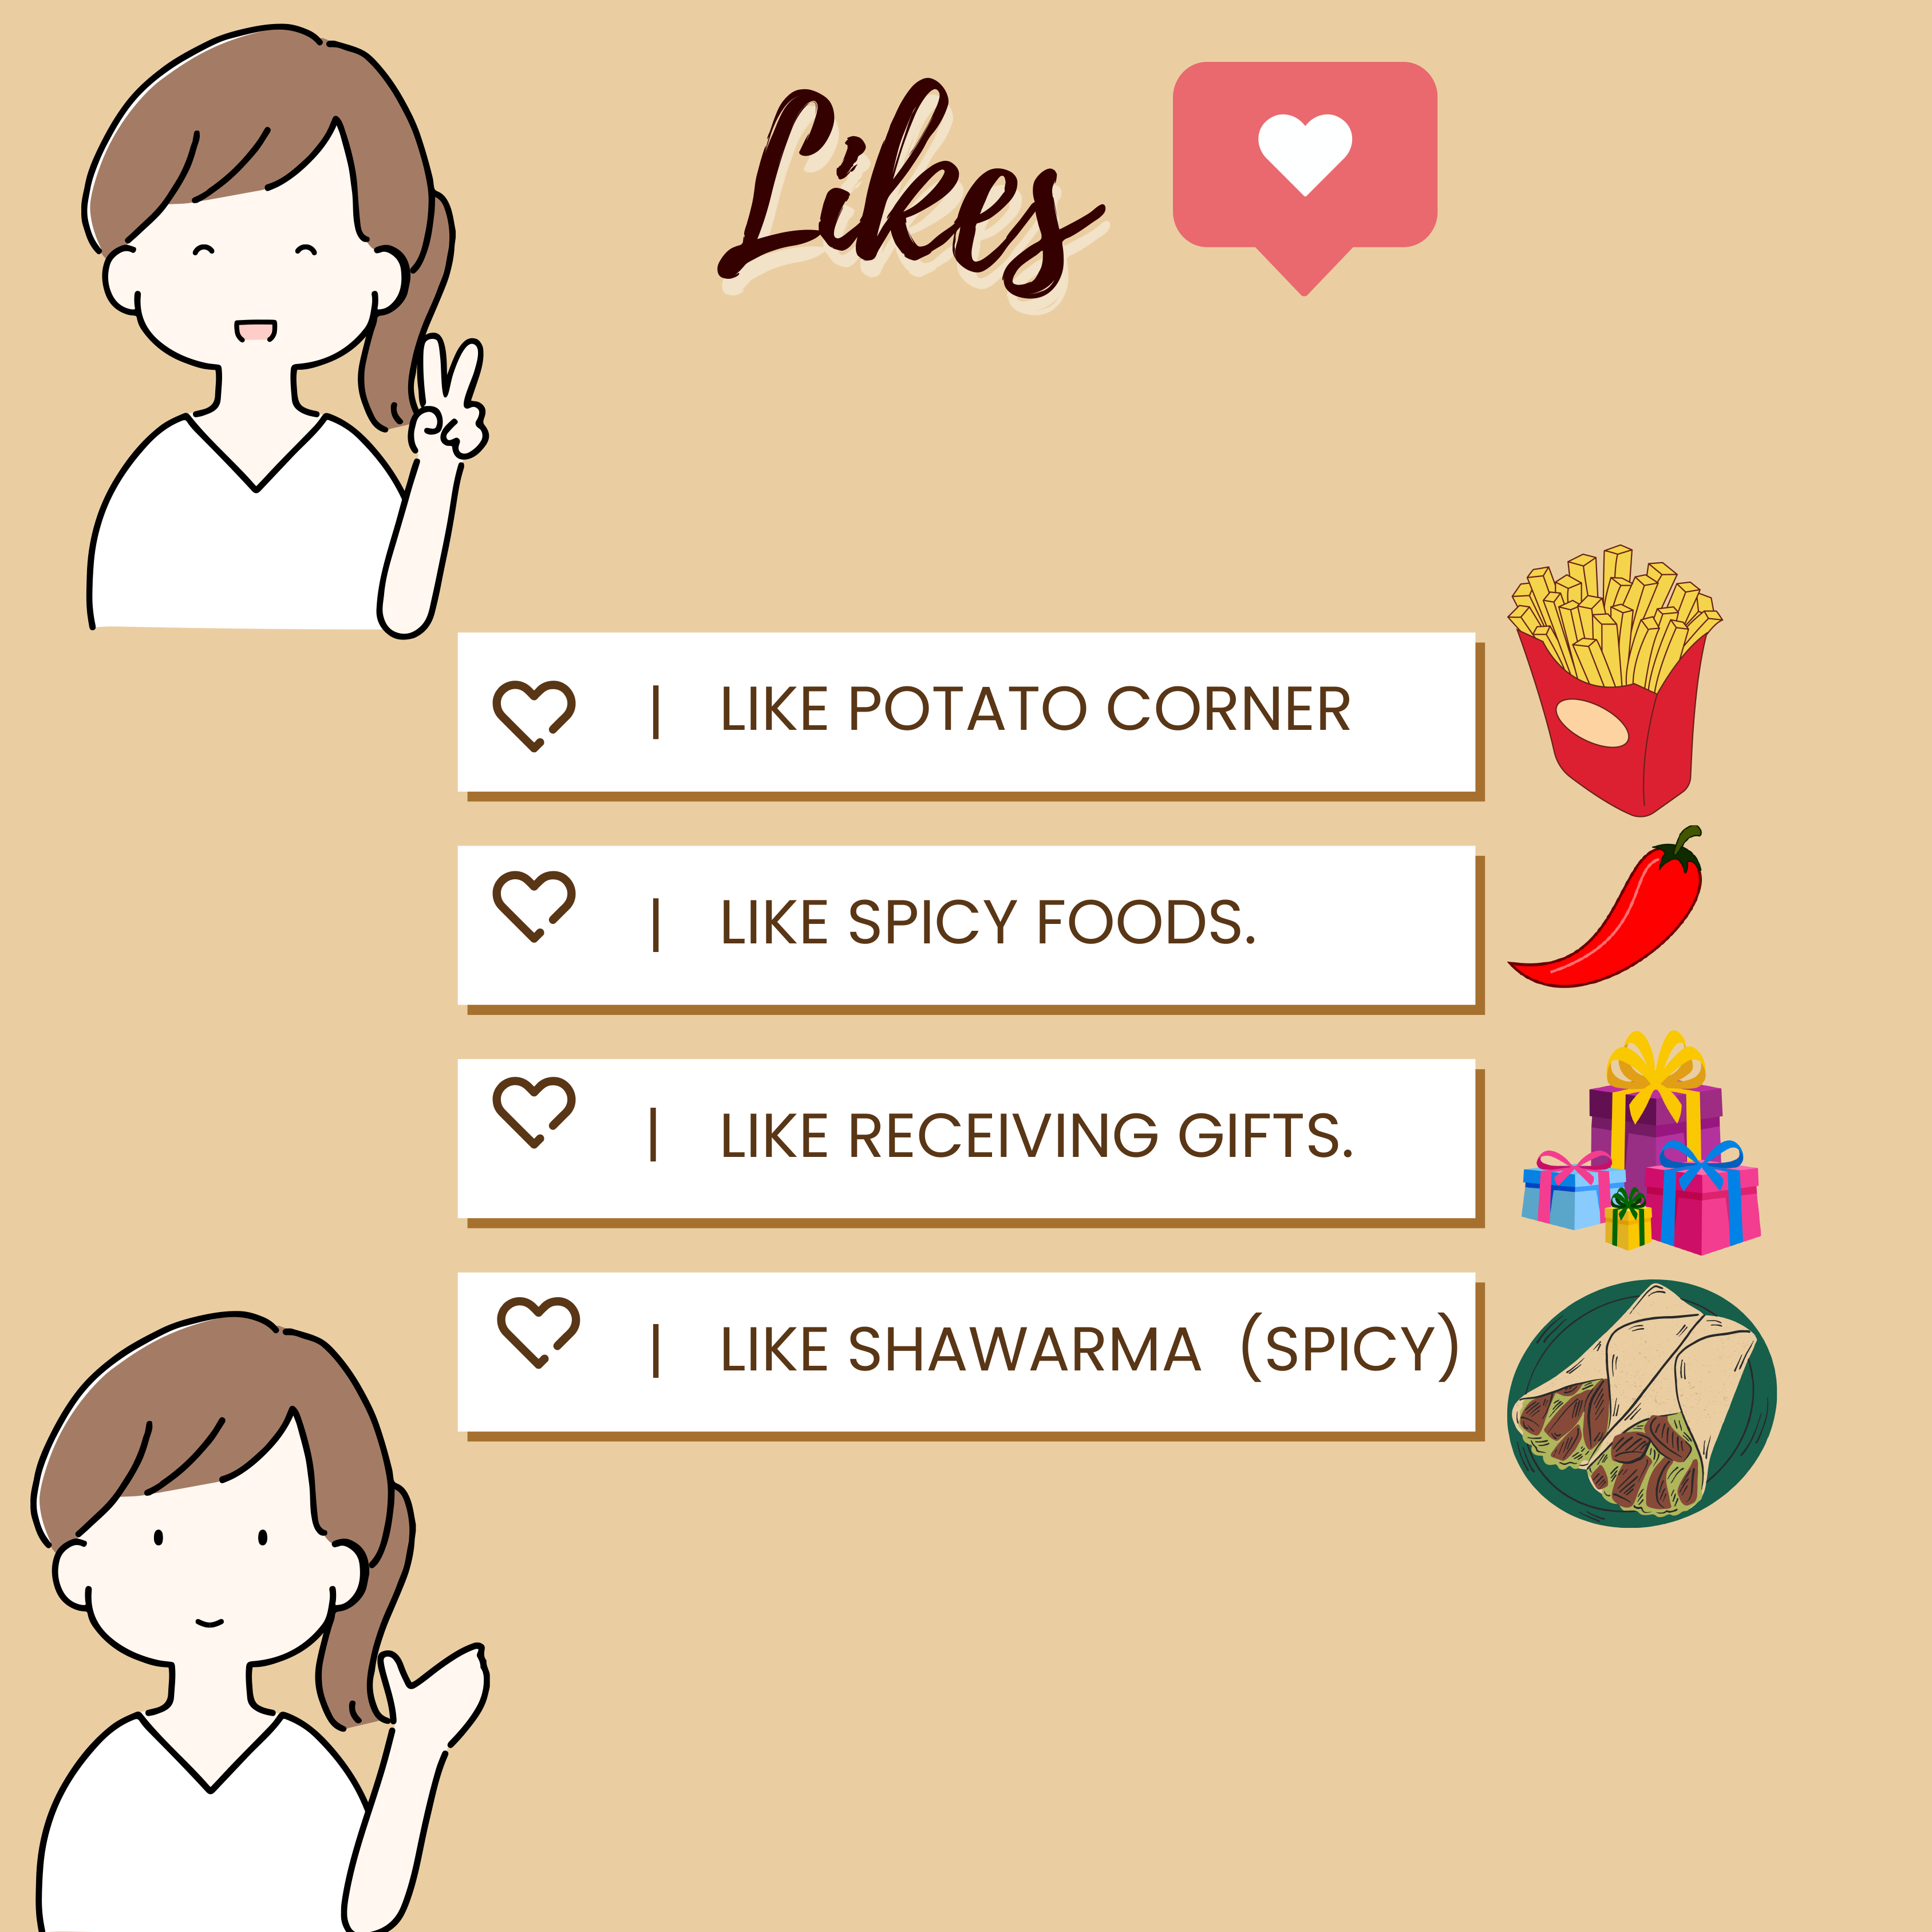 Likes
I LIKE POTATO CORNER
I LIKE SPICY FOODS.
I LIKE RECEIVING GIFTS.
I LIKE SHAWARMA (SPICY)